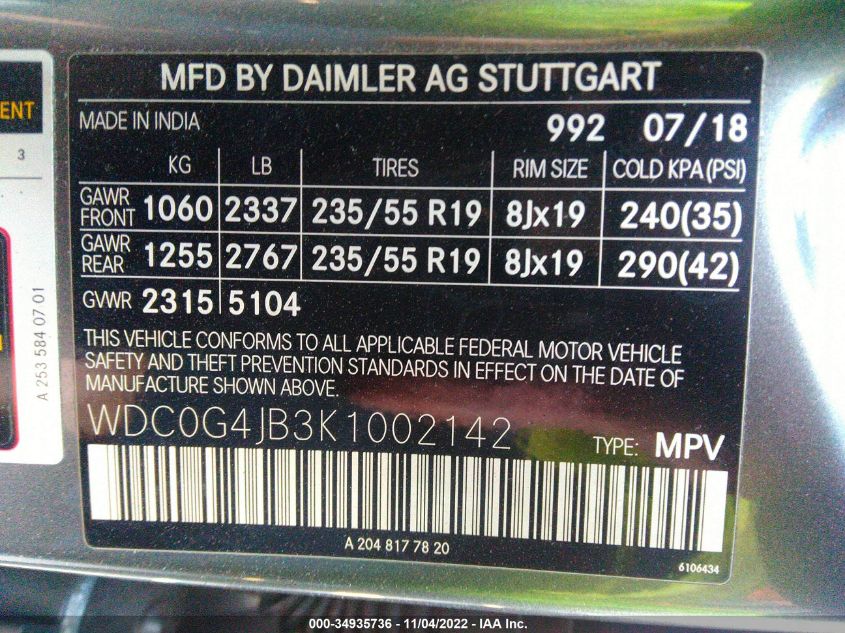 MFD BY DAIMLER AG STUTTGART
MADE IN INDIA 992 07/18
KG LB TIRES RIM SIZE COLD KPA (PSI)
GAWR FRONT 1060 2337 235/55 R19 8Jx19 240(35)
GAWR REAR 1255 2767 235/55 R19 8Jx19 290(42)
GVWR 2315 5104
THIS VEHICLE CONFORMS TO ALL APPLICABLE FEDERAL MOTOR VEHICLE
SAFETY AND THEFT PREVENTION STANDARDS IN EFFECT ON THE DATE OF
MANUFACTURE SHOWN ABOVE.
WDC0G4JB3K1002142 TYPE: MPV
A 204 817 78 20
6106434
3
A 253 584 07 01
000-34935736 - 11/04/2022 - IAA Inc.